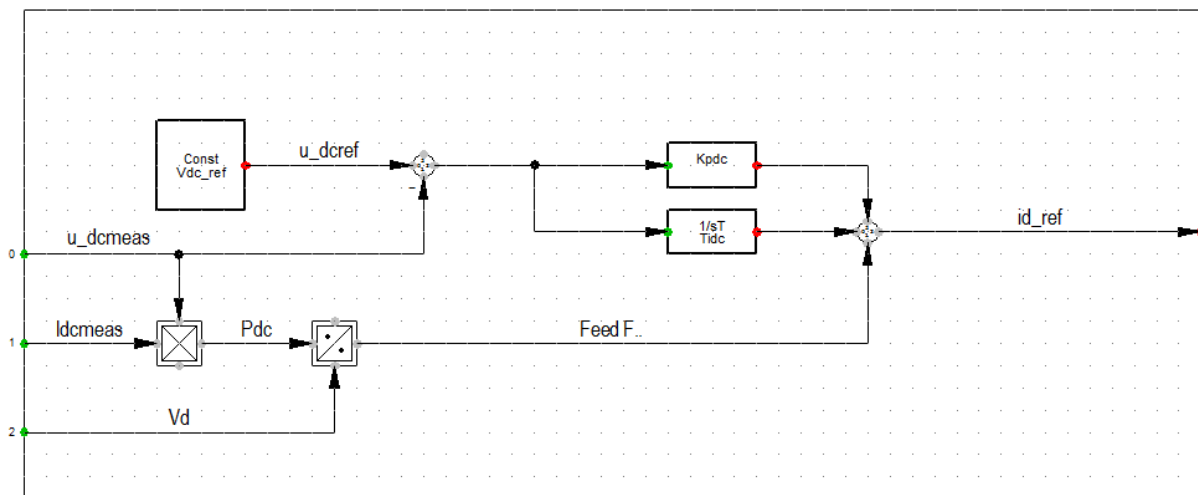 Const
Vdc_ref
u_dcref
-
Kpdc
1/sT
Tidc
id_ref
u_dcmeas
0
Idcmeas
Pdc
Feed F..
1
Vd
2